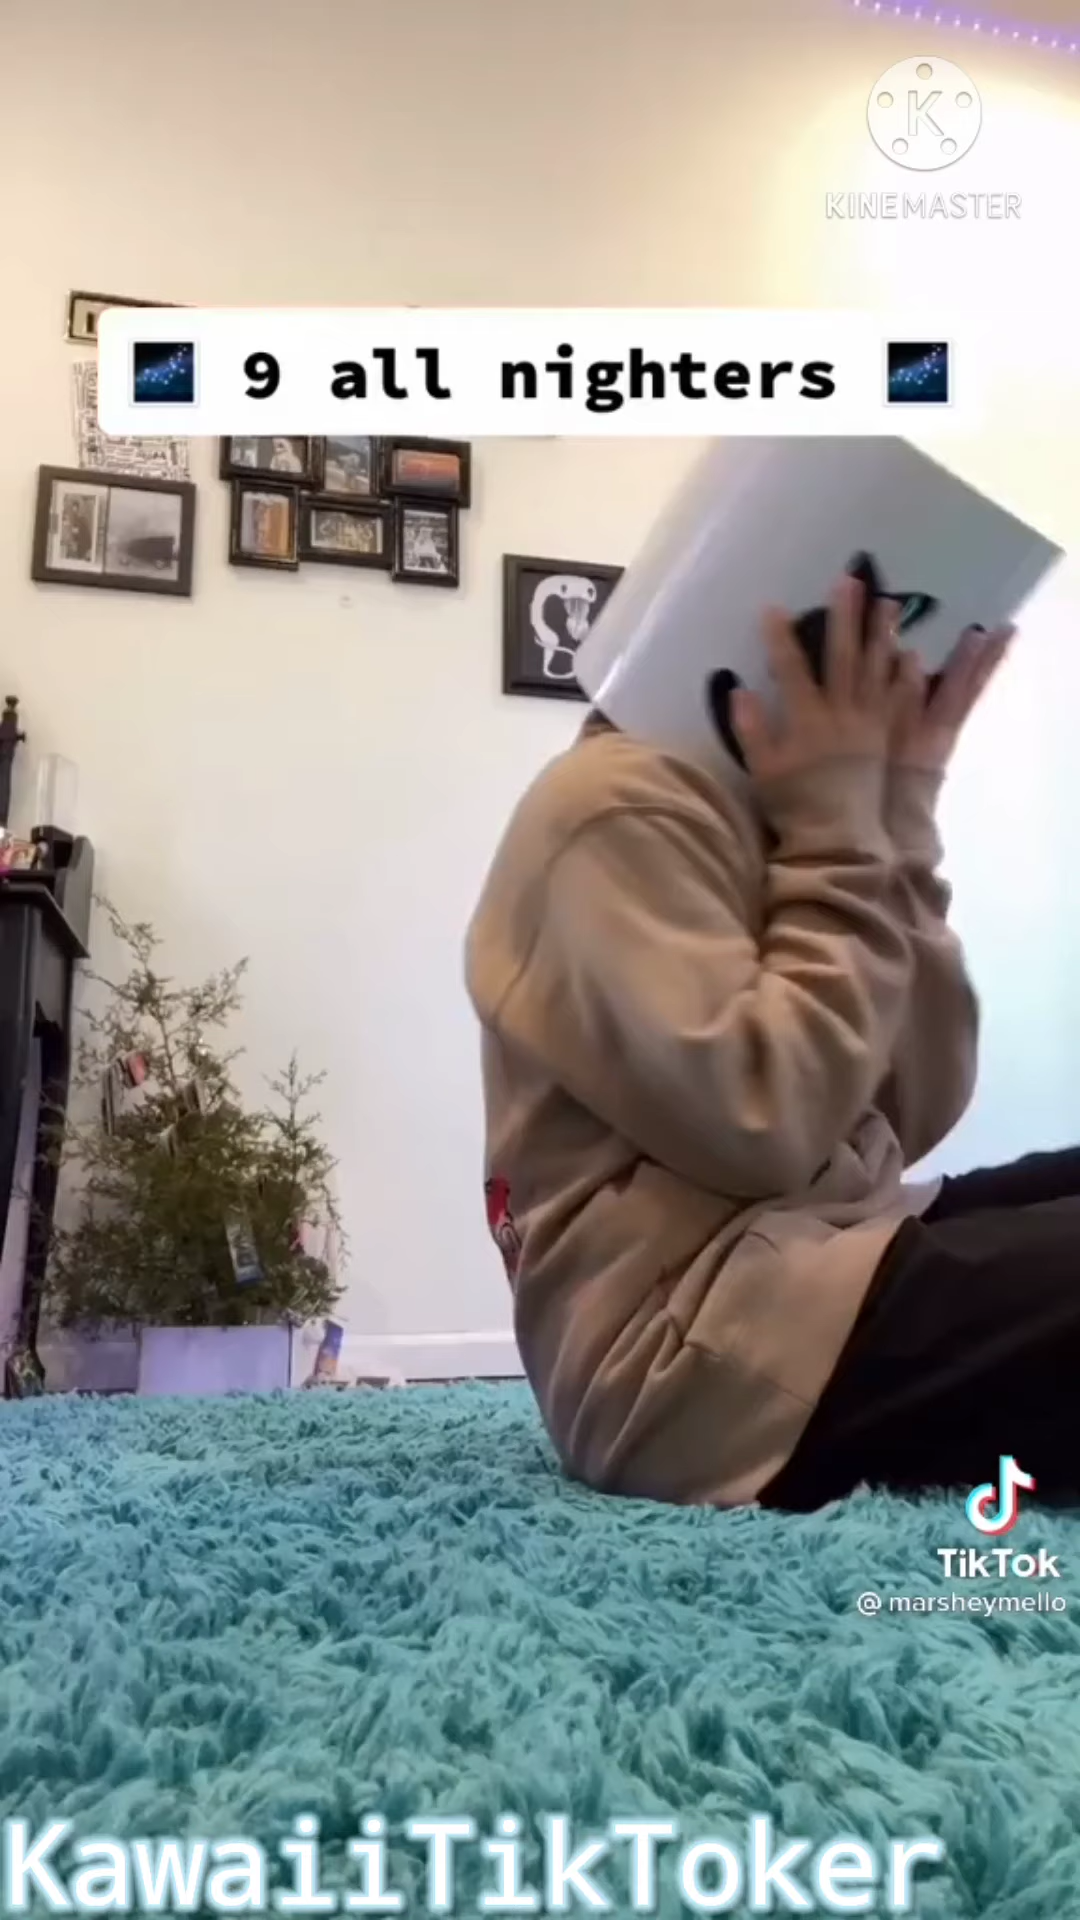 KINEMASTER
🌌 9 all nighters 🌌
TikTok
@marsheymello
KawaiiTikToker